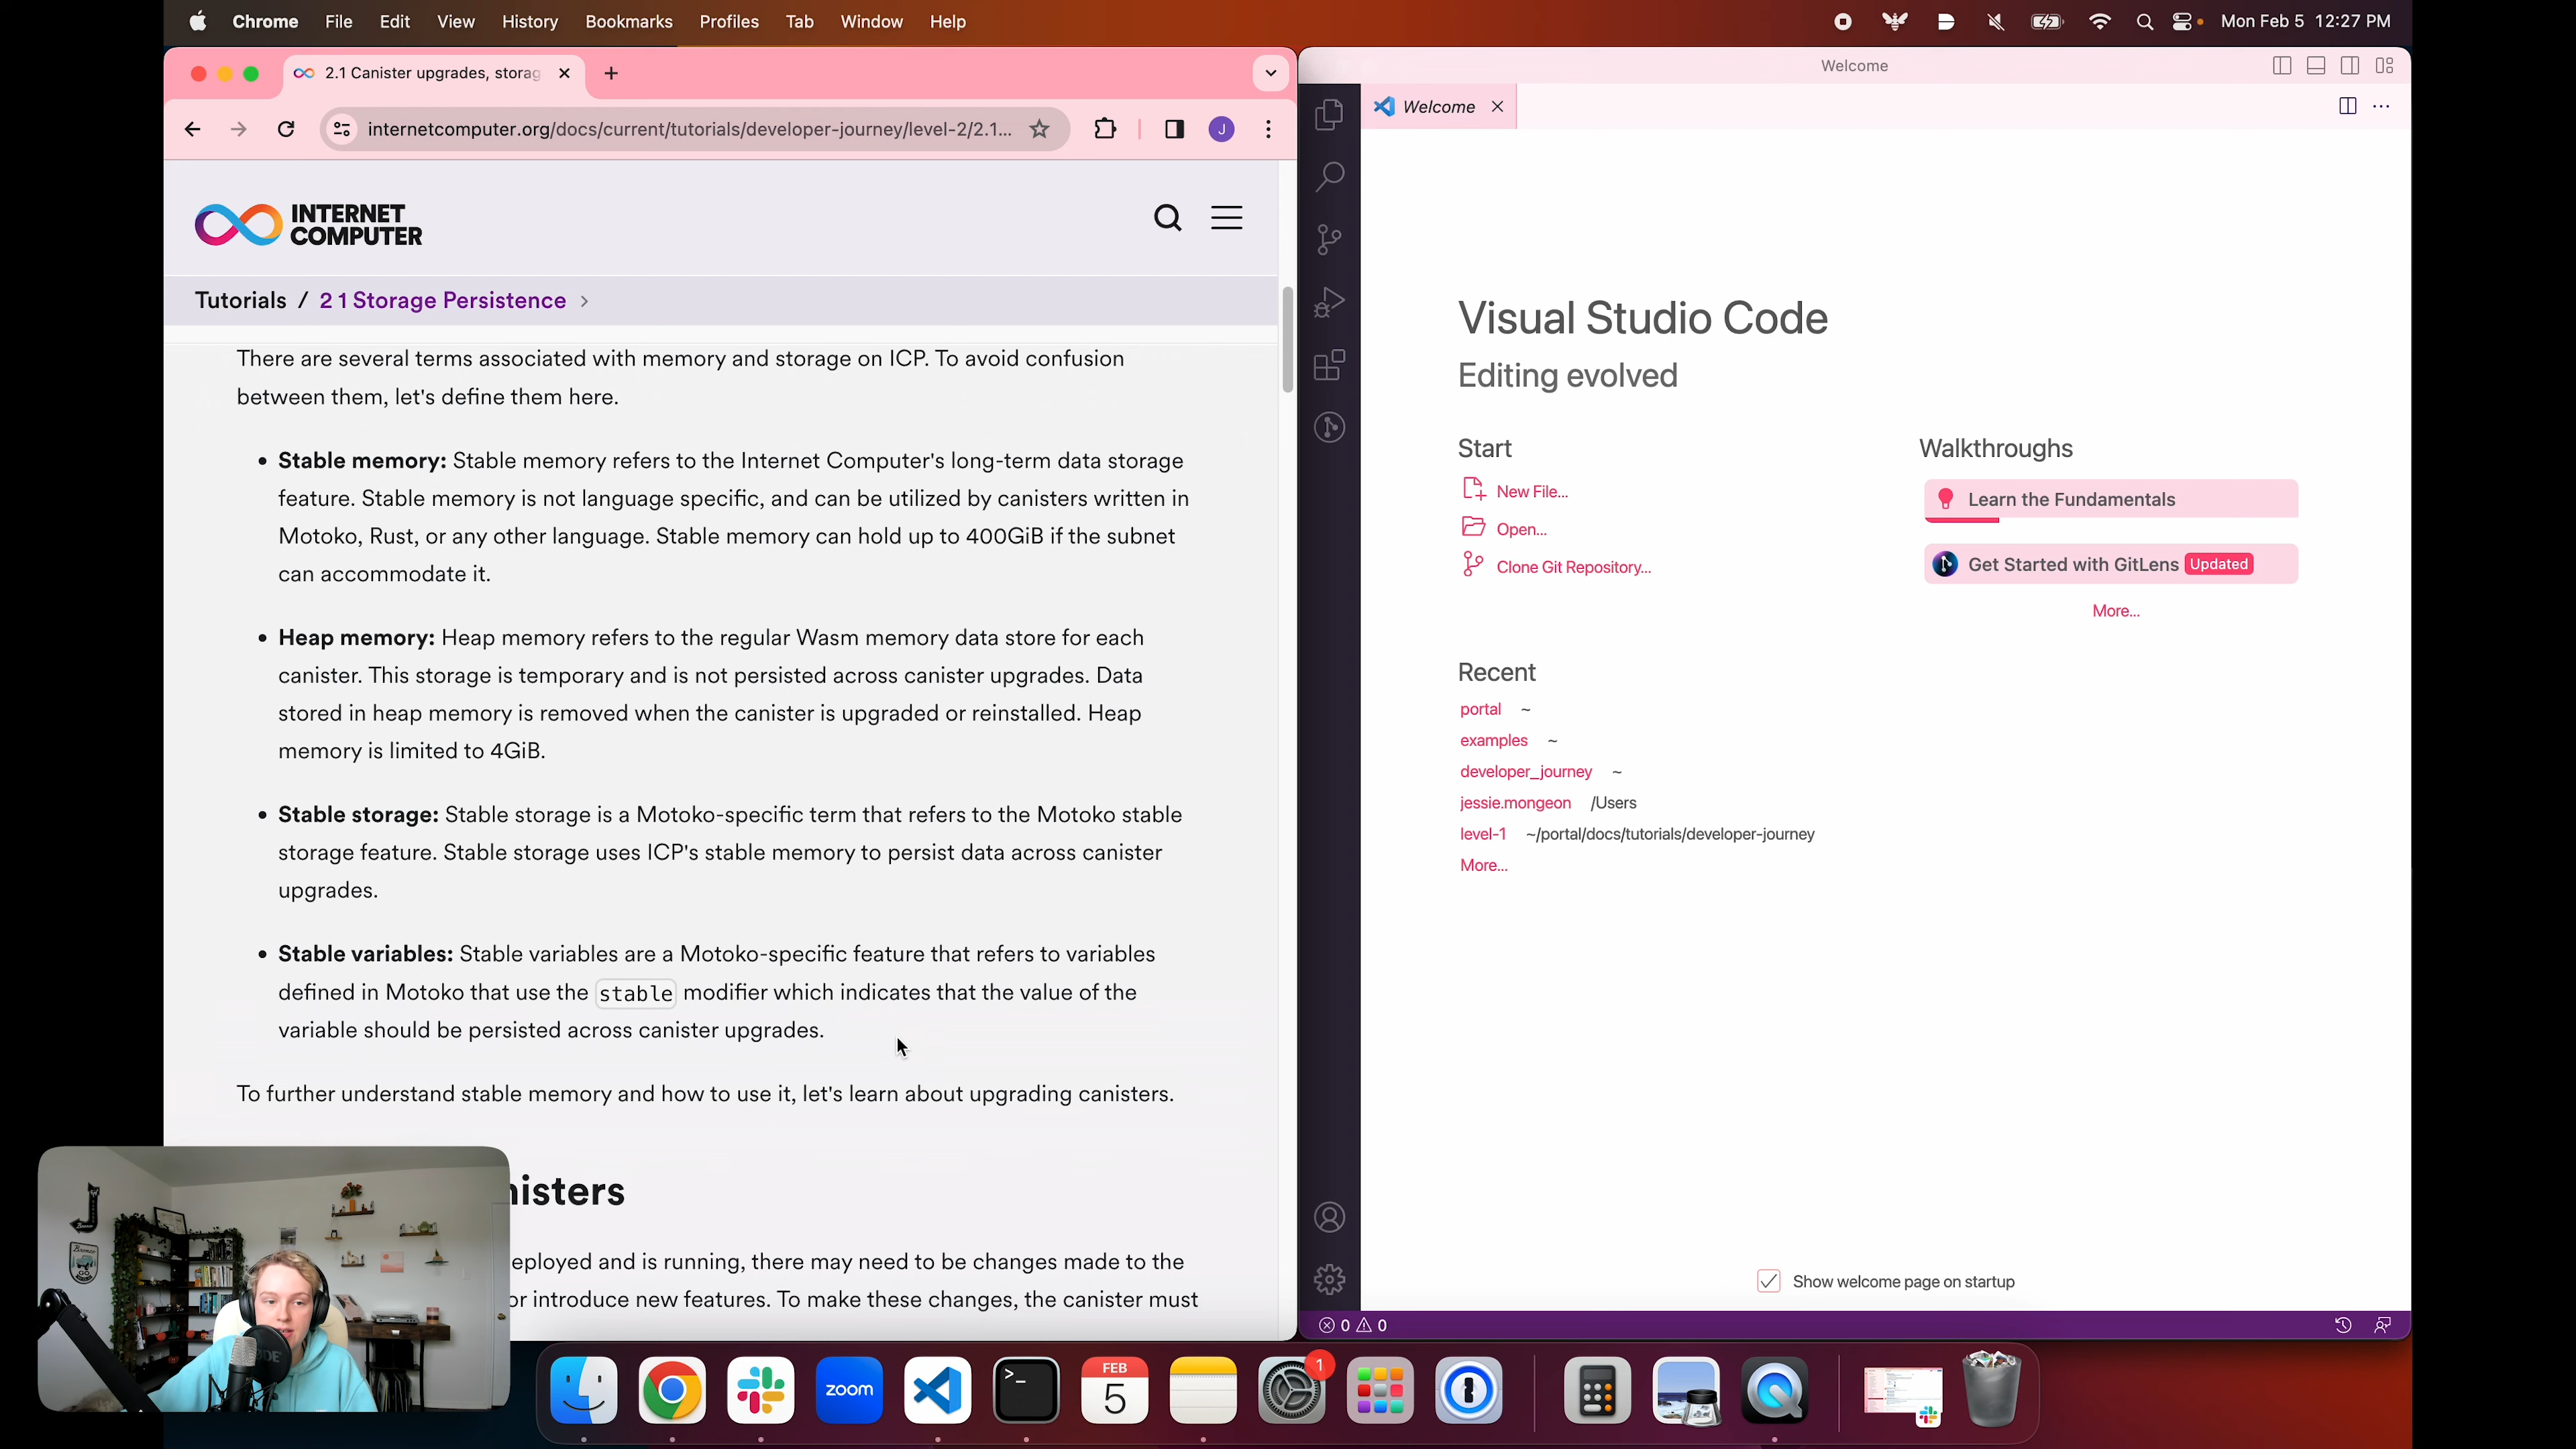 Chrome File Edit View History Bookmarks Profiles Tab Window Help
Mon Feb 5 12:27 PM
2.1 Canister upgrades, storag
internetcomputer.org/docs/current/tutorials/developer-journey/level-2/2.1...
J
INTERNET
COMPUTER
Tutorials / 2 1 Storage Persistence >
There are several terms associated with memory and storage on ICP. To avoid confusion
between them, let's define them here.
• Stable memory: Stable memory refers to the Internet Computer's long-term data storage
feature. Stable memory is not language specific, and can be utilized by canisters written in
Motoko, Rust, or any other language. Stable memory can hold up to 400GiB if the subnet
can accommodate it.
• Heap memory: Heap memory refers to the regular Wasm memory data store for each
canister. This storage is temporary and is not persisted across canister upgrades. Data
stored in heap memory is removed when the canister is upgraded or reinstalled. Heap
memory is limited to 4GiB.
• Stable storage: Stable storage is a Motoko-specific term that refers to the Motoko stable
storage feature. Stable storage uses ICP's stable memory to persist data across canister
upgrades.
• Stable variables: Stable variables are a Motoko-specific feature that refers to variables
defined in Motoko that use the stable modifier which indicates that the value of the
variable should be persisted across canister upgrades.
To further understand stable memory and how to use it, let's learn about upgrading canisters.
nisters
eployed and is running, there may need to be changes made to the
or introduce new features. To make these changes, the canister must
Welcome
Welcome
Visual Studio Code
Editing evolved
Start
New File...
Open...
Clone Git Repository...
Walkthroughs
Learn the Fundamentals
Get Started with GitLens Updated
More...
Recent
portal ~
examples ~
developer_journey ~
jessie.mongeon /Users
level-1 ~/portal/docs/tutorials/developer-journey
More...
Show welcome page on startup
0 0
zoom
>_
FEB
5
1